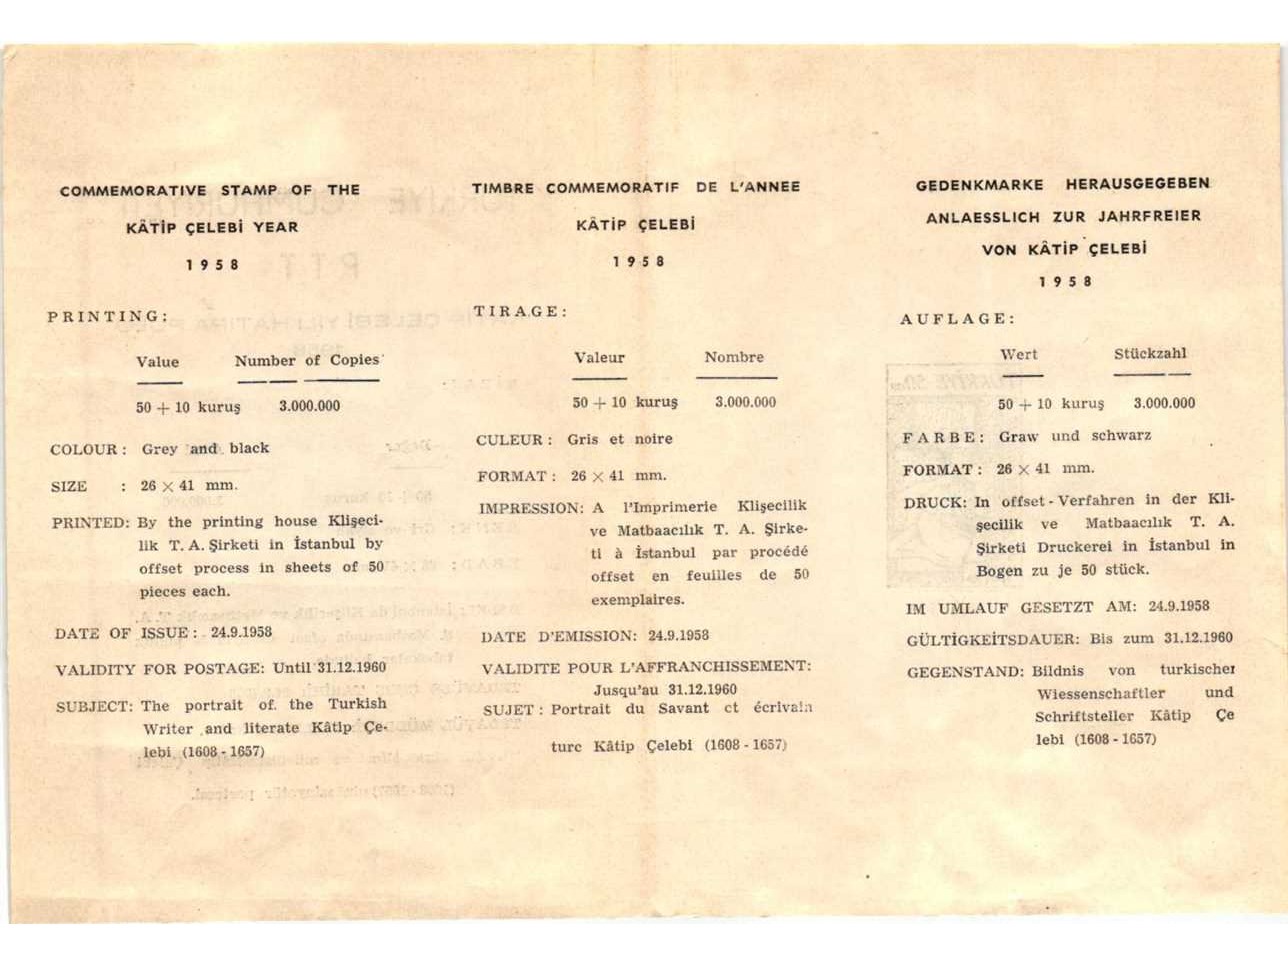 COMMEMORATIVE STAMP OF THE
KÂTİP ÇELEBİ YEAR
1958
PRINTING:
Value Number of Copies
50 + 10 kuruş 3.000.000
COLOUR: Grey and black
SIZE : 26 × 41 mm.
PRINTED: By the printing house Klişeci-
lik T. A. Şirketi in İstanbul by
offset process in sheets of 50
pieces each.
DATE OF ISSUE: 24.9.1958
VALIDITY FOR POSTAGE: Until 31.12.1960
SUBJECT: The portrait of. the Turkish
Writer and literate Kâtip Çe-
lebi (1608 - 1657)
TIMBRE COMMEMORATIF DE L'ANNEE
KÂTİP ÇELEBİ
1958
TIRAGE:
Valeur Nombre
50 + 10 kuruş 3.000.000
CULEUR: Gris et noire
FORMAT: 26 × 41 mm.
IMPRESSION: A l'Imprimerie Klişecilik
ve Matbaacılık T. A. Şirke-
ti à İstanbul par procédé
offset en feuilles de 50
exemplaires.
DATE D'EMISSION: 24.9.1958
VALIDITE POUR L'AFFRANCHISSEMENT:
Jusqu'au 31.12.1960
SUJET: Portrait du Savant et écrivain
turc Kâtip Çelebi (1608 - 1657)
GEDENKMARKE HERAUSGEGEBEN
ANLAESSLICH ZUR JAHRFREIER
VON KÂTİP ÇELEBİ
1958
AUFLAGE:
Wert Stückzahl
50 + 10 kuruş 3.000.000
FARBE: Graw und schwarz
FORMAT: 26 × 41 mm.
DRUCK: In offset - Verfahren in der Kli-
şecilik ve Matbaacılık T. A.
Şirketi Druckerei in İstanbul in
Bogen zu je 50 stück.
IM UMLAUF GESETZT AM: 24.9.1958
GÜLTİGKEİTSDAUER: Bis zum 31.12.1960
GEGENSTAND: Bildnis von turkischer
Wiessenschaftler und
Schriftsteller Kâtip Çe
lebi (1608 - 1657)